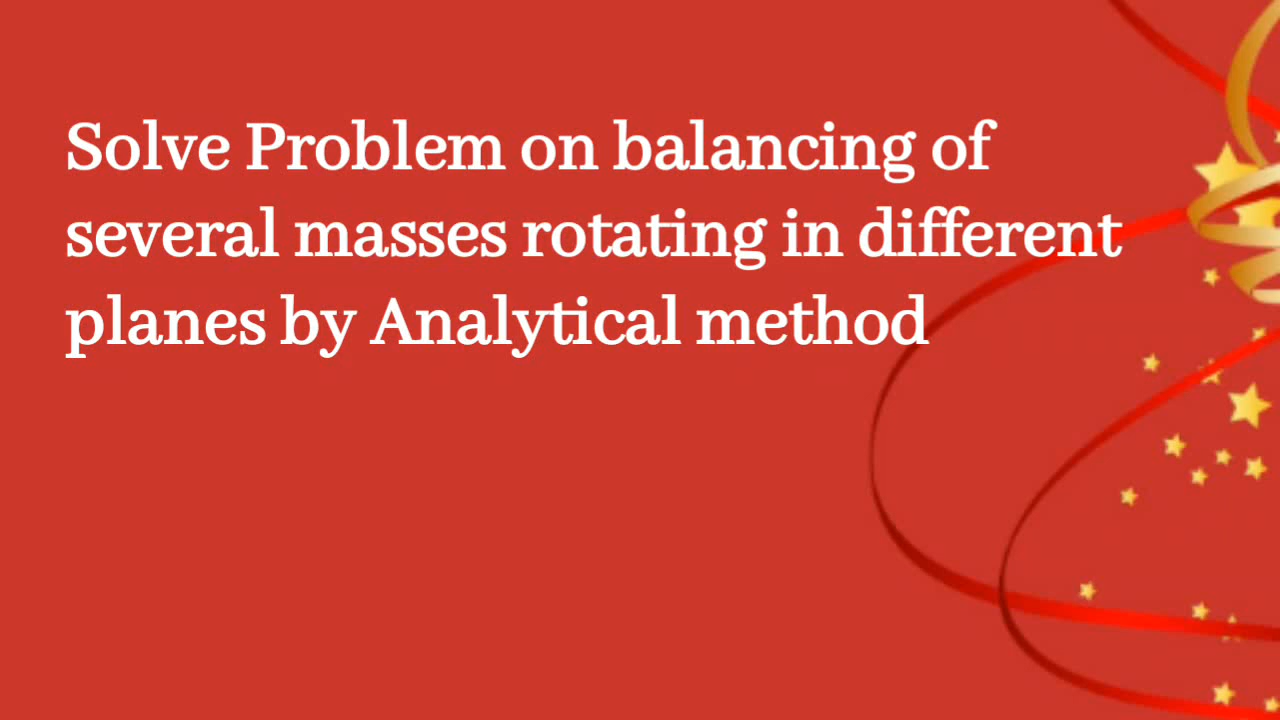 Solve Problem on balancing of
several masses rotating in different
planes by Analytical method